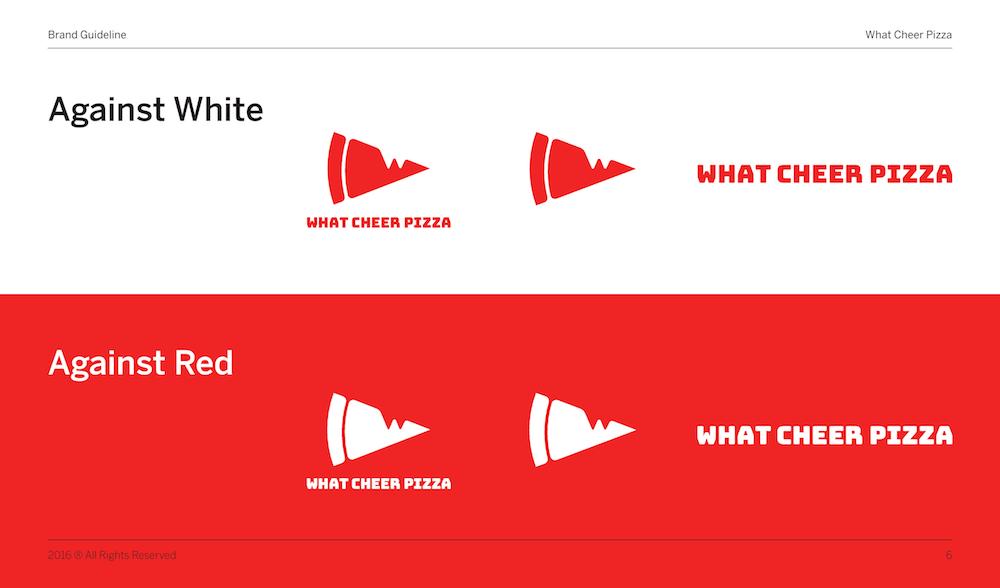 Brand Guideline
What Cheer Pizza
Against White
WHAT CHEER PIZZA
WHAT CHEER PIZZA
Against Red
WHAT CHEER PIZZA
WHAT CHEER PIZZA
2016 ® All Rights Reserved
6